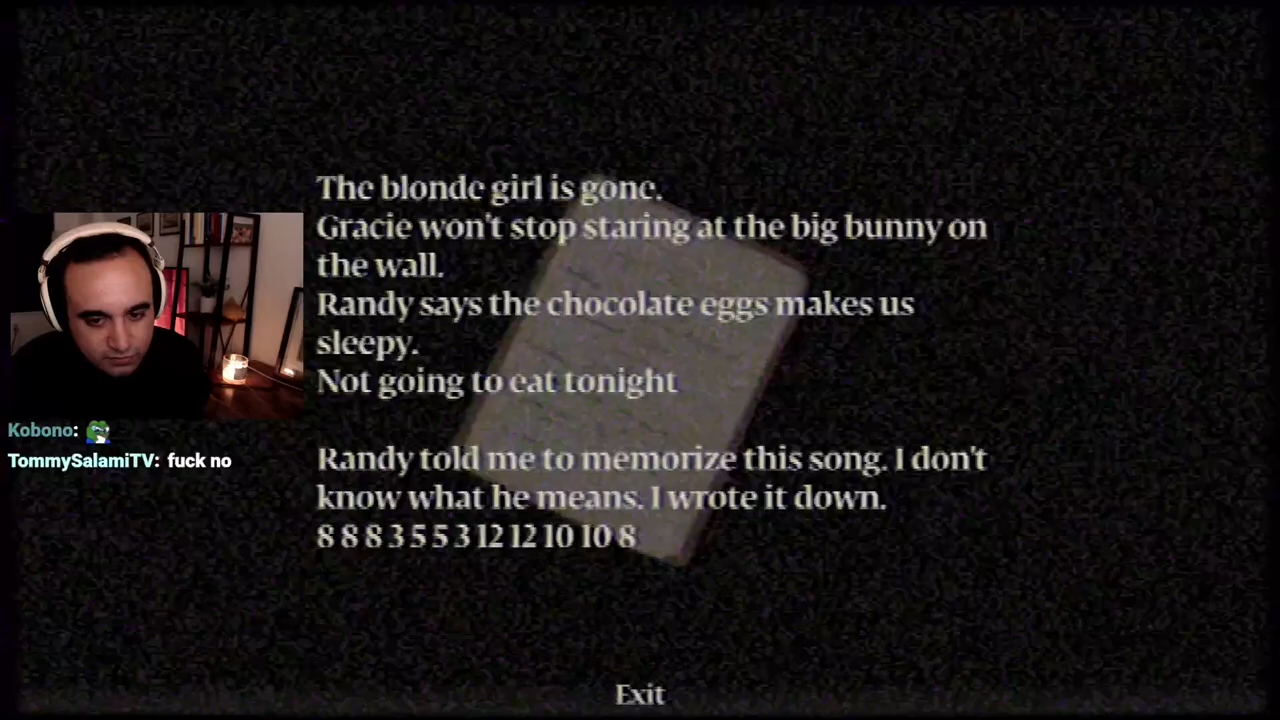 The blonde girl is gone.
Gracie won't stop staring at the big bunny on
the wall.
Randy says the chocolate eggs makes us
sleepy.
Not going to eat tonight
Randy told me to memorize this song. I don't
know what he means. I wrote it down.
8 8 8 3 5 5 3 12 12 10 10 8
Kobono:
TommySalamiTV: fuck no
Exit